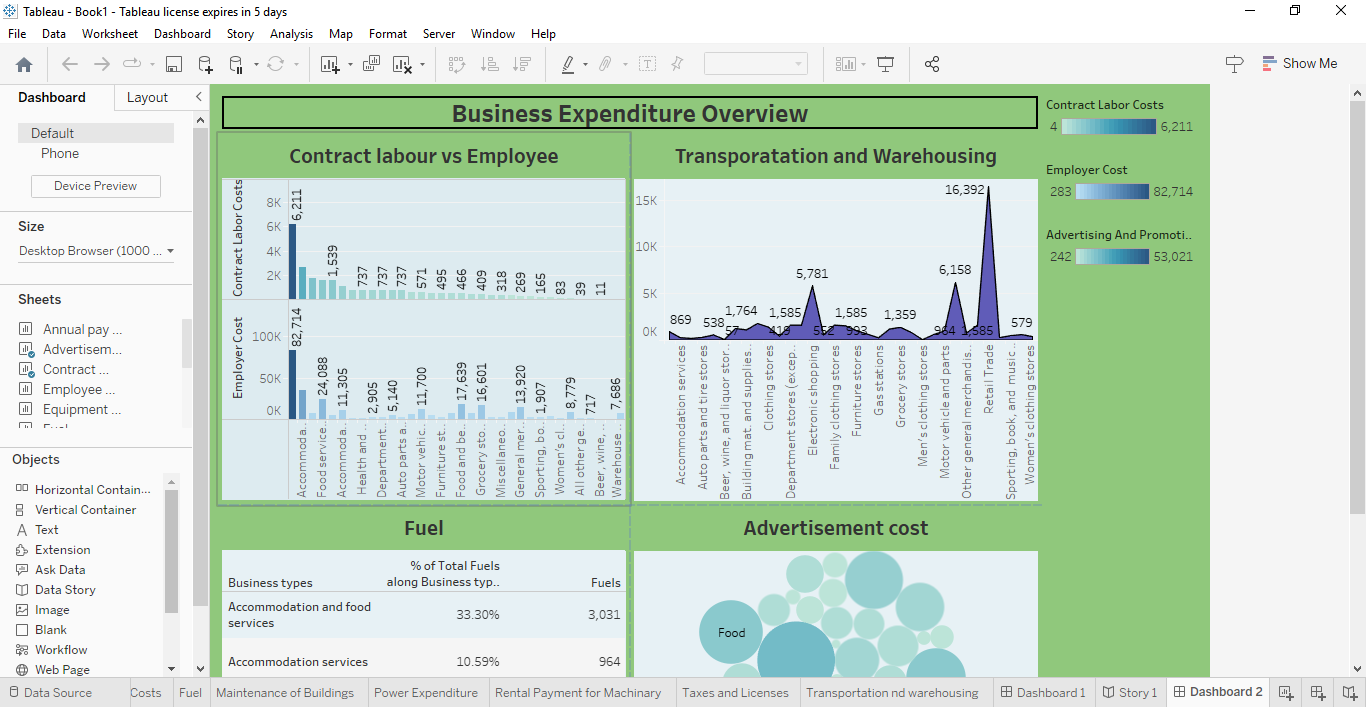 Tableau - Book1 - Tableau license expires in 5 days
File Data Worksheet Dashboard Story Analysis Map Format Server Window Help
Show Me
Dashboard Layout
Default
Phone
Device Preview
Size
Desktop Browser (1000 ...
Sheets
Annual pay ...
Advertisem...
Contract ...
Employee ...
Equipment ...
Objects
Horizontal Contain...
Vertical Container
Text
Extension
Ask Data
Data Story
Image
Blank
Workflow
Web Page
Business Expenditure Overview
Contract labour vs Employee
Contract Labor Costs
8K
6K
4K
2K
6,211 1,539 737 737 737 571 495 466 409 318 269 165 83 39 11
Employer Cost
100K
50K
0K
82,714 24,088 11,305 2,905 5,140 11,700 17,639 16,601 13,920 1,907 8,779 717 7,686
Accommoda..
Food service..
Accommoda..
Health and ..
Department..
Auto parts a..
Motor vehic..
Furniture st..
Food and be..
Grocery sto..
Miscellaneo..
General mer..
Sporting, bo..
Women's cl..
All other ge..
Beer, wine, ..
Warehouse ..
Transporatation and Warehousing
15K
10K
5K
0K
869 538 57 1,764 1,585 419 5,781 552 1,585 593 1,359 964 6,158 1,585 16,392 579
Accommodation services
Auto parts and tire stores
Beer, wine, and liquor stor..
Building mat. and supplies..
Clothing stores
Department stores (excep..
Electronic shopping
Family clothing stores
Furniture stores
Gas stations
Grocery stores
Men's clothing stores
Motor vehicle and parts
Other general merchandis..
Retail Trade
Sporting, book, and music ..
Women's clothing stores
Contract Labor Costs
4 6,211
Employer Cost
283 82,714
Advertising And Promoti..
242 53,021
Fuel
Business types % of Total Fuels along Business typ.. Fuels
Accommodation and food services 33.30% 3,031
Accommodation services 10.59% 964
Advertisement cost
Food
Data Source Costs Fuel Maintenance of Buildings Power Expenditure Rental Payment for Machinary Taxes and Licenses Transportation nd warehousing Dashboard 1 Story 1 Dashboard 2